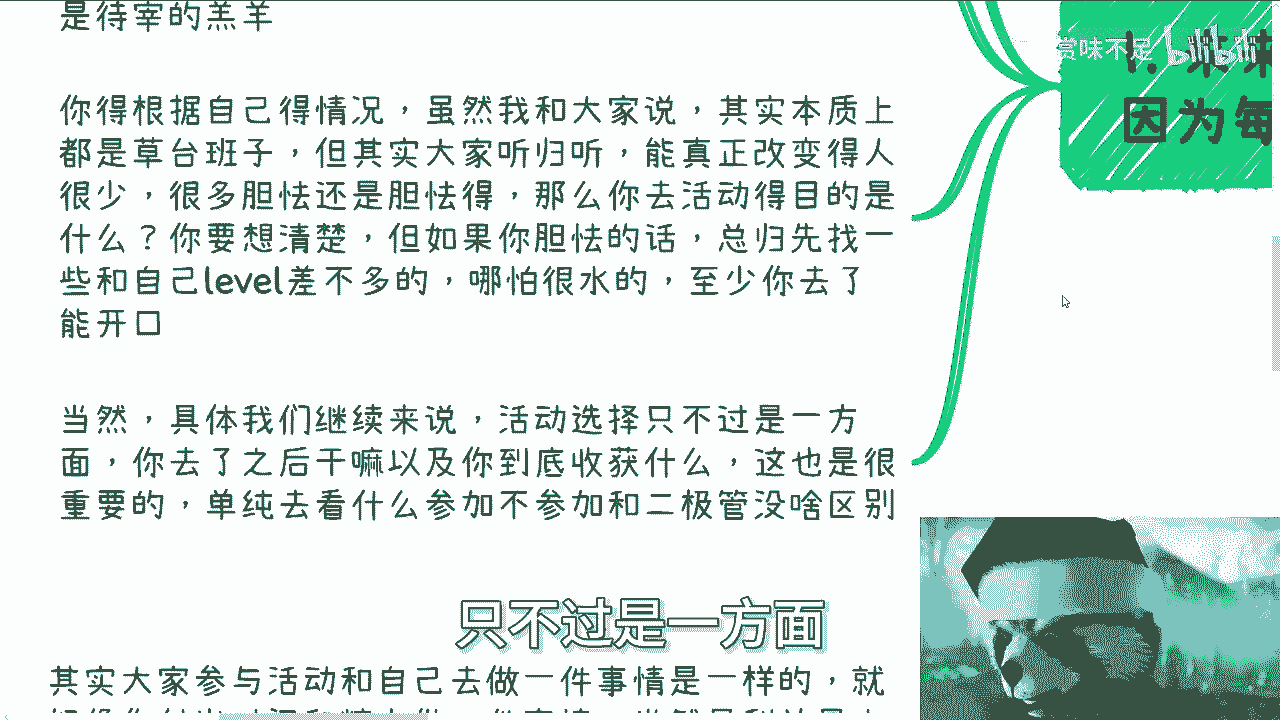 是待宰的羔羊
你得根据自己得情况，虽然我和大家说，其实本质上
都是草台班子，但其实大家听归听，能真正改变得人
很少，很多胆怯还是胆怯得，那么你去活动得目的是
什么？你要想清楚，但如果你胆怯的话，总归先找一
些和自己level差不多的，哪怕很水的，至少你去了
能开口
当然，具体我们继续来说，活动选择只不过是一方
面，你去了之后干嘛以及你到底收获什么，这也是很
重要的，单纯去看什么参加不参加和二极管没啥区别
其实大家参与活动和自己去做一件事情是一样的，就
赏味不足 bilibili
1.
因为每
只不过是一方面